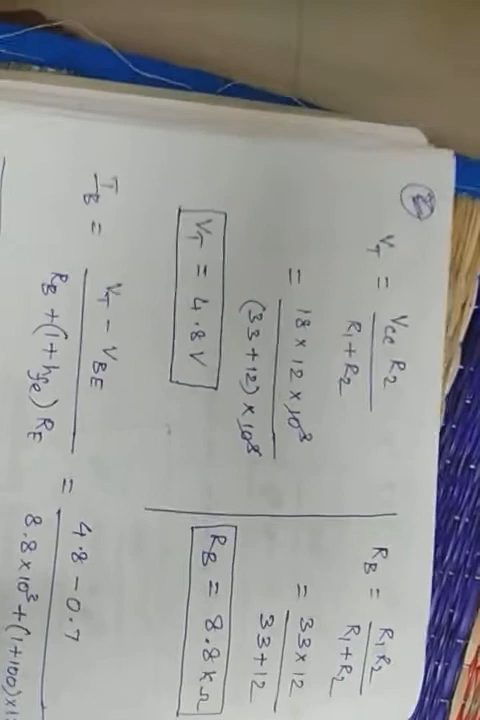 ②
V_T = V_CC R_2 / R_1 + R_2
= 18 × 12 × 10^3 / (33 + 12) × 10^3
V_T = 4.8 V
R_B = R_1 R_2 / R_1 + R_2
= 33 × 12 / 33 + 12
R_B = 8.8 kΩ
I_B = V_T - V_BE / R_B + (1 + h_fe) R_E = 4.8 - 0.7 / 8.8 × 10^3 + (1 + 100) ×